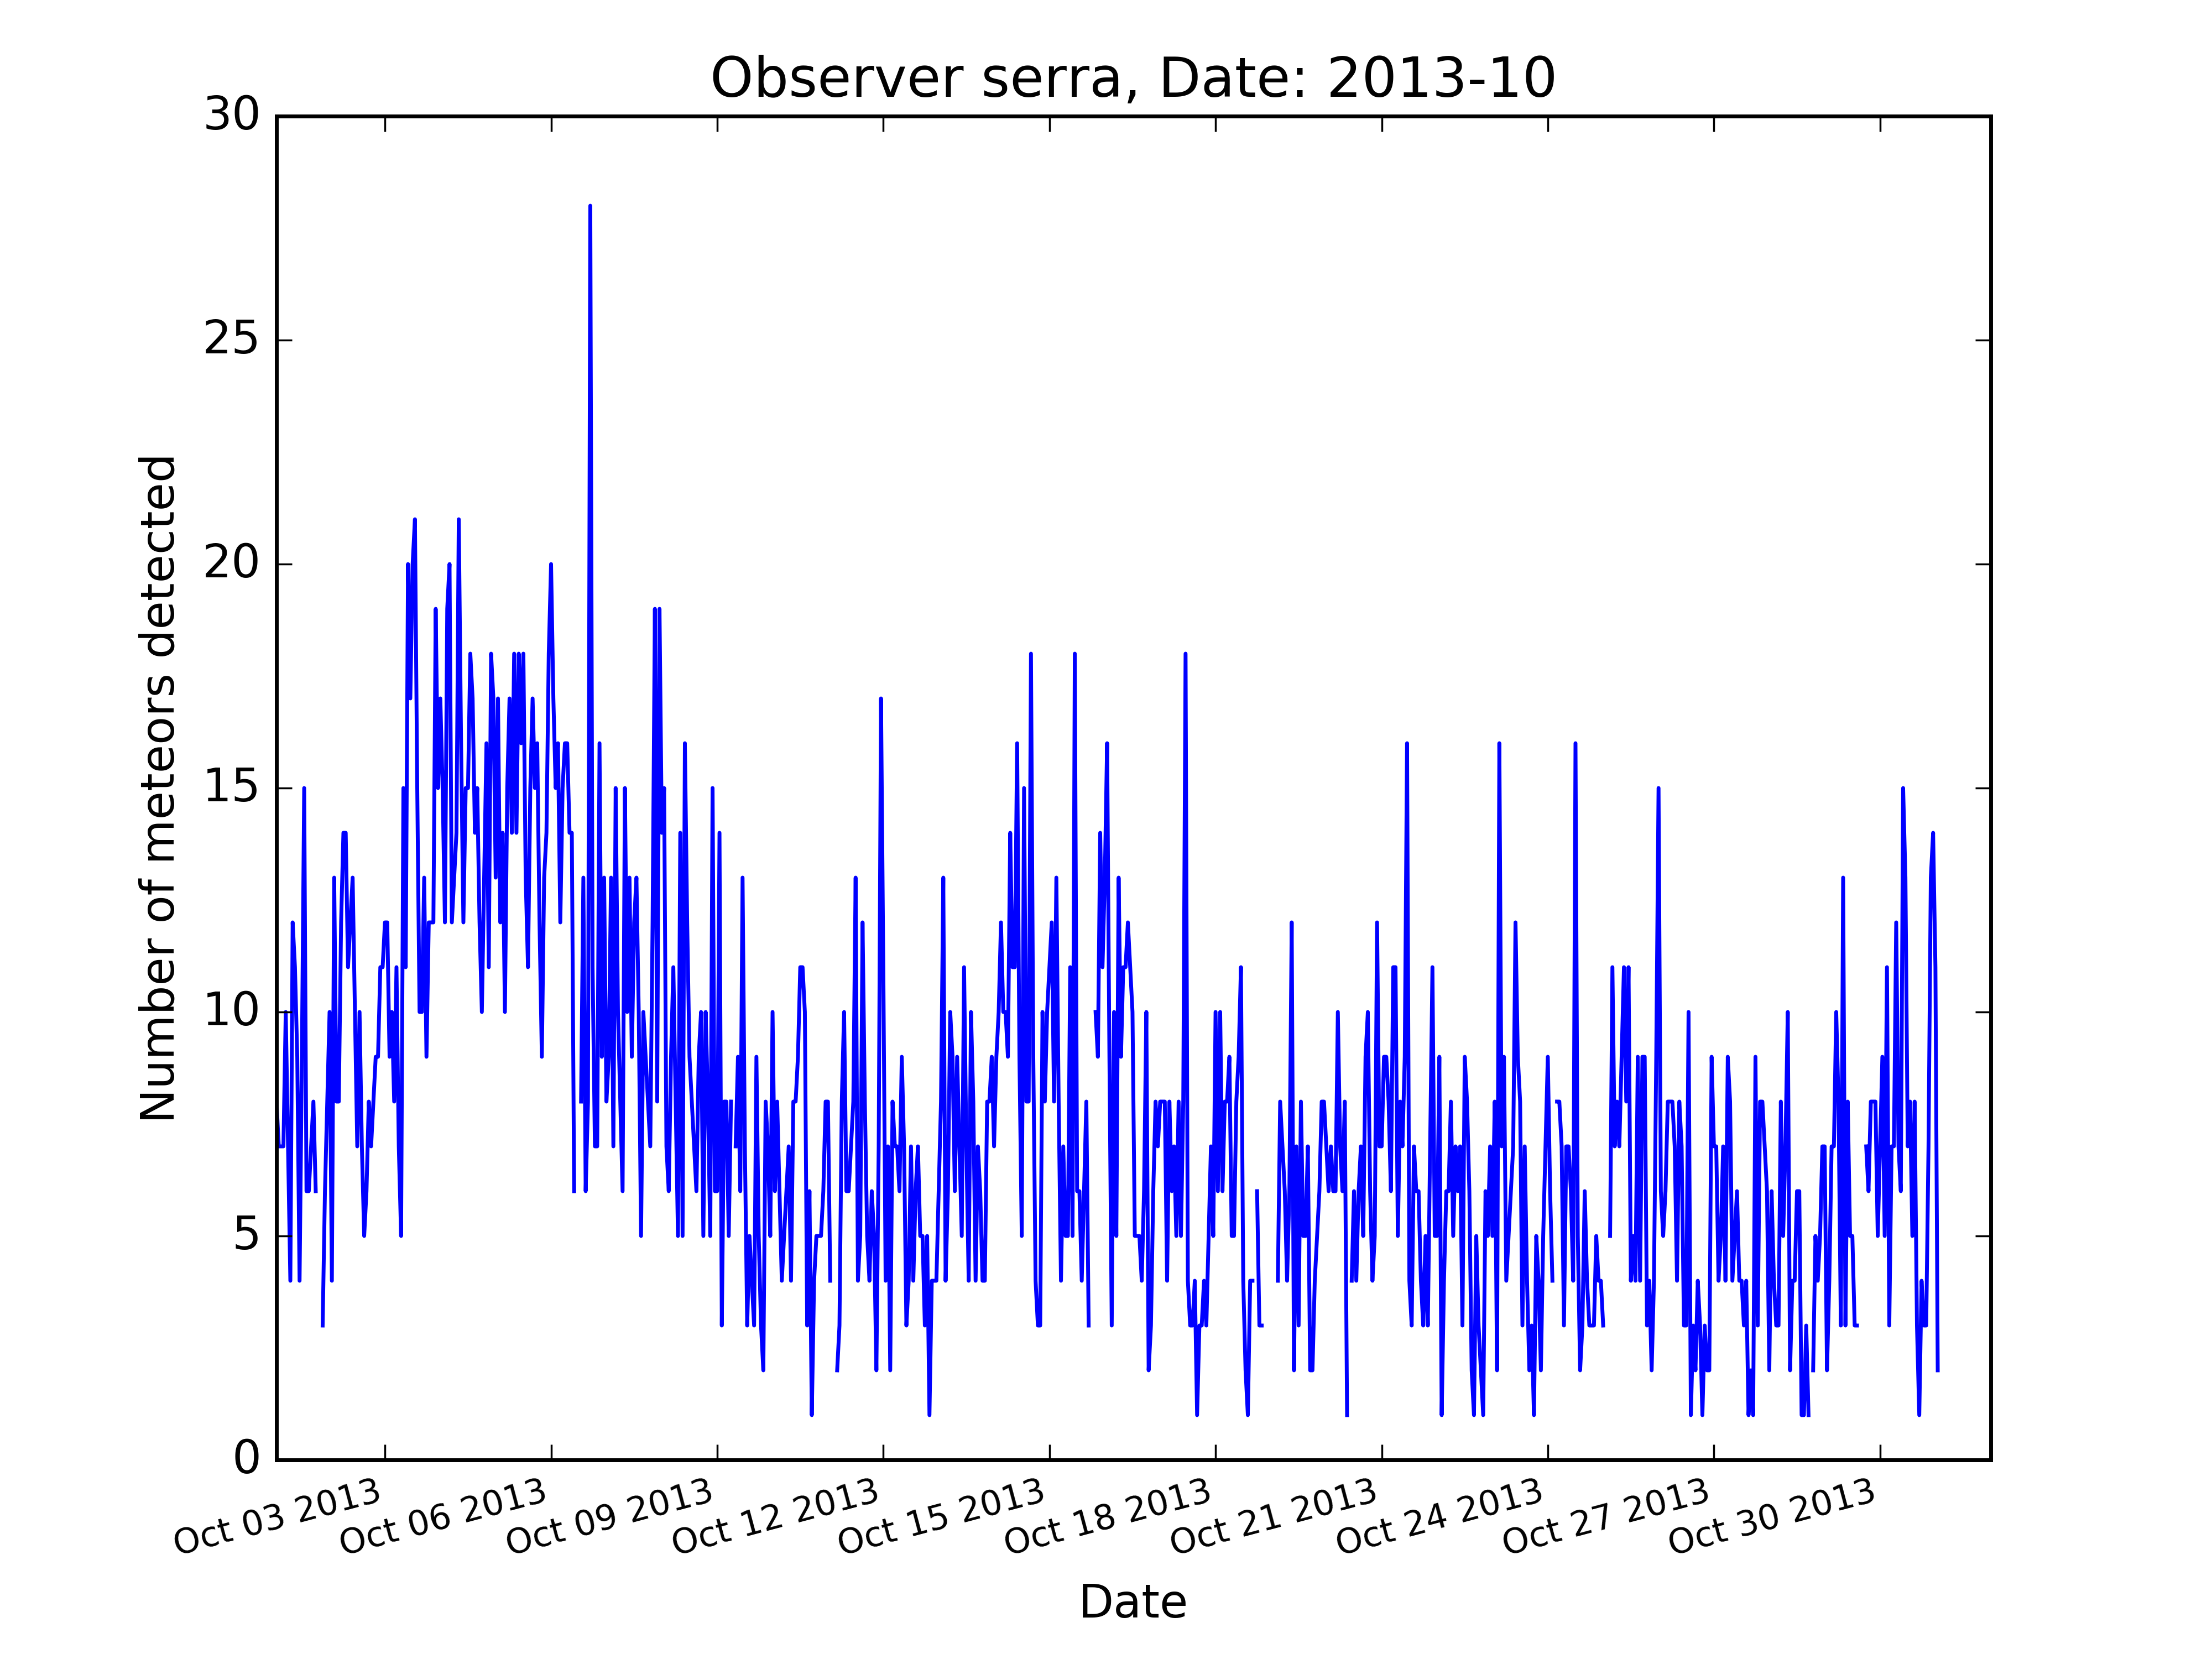 Observer serra, Date: 2013-10
30
25
20
15
10
5
0
Number of meteors detected
Oct 03 2013
Oct 06 2013
Oct 09 2013
Oct 12 2013
Oct 15 2013
Oct 18 2013
Oct 21 2013
Oct 24 2013
Oct 27 2013
Oct 30 2013
Date